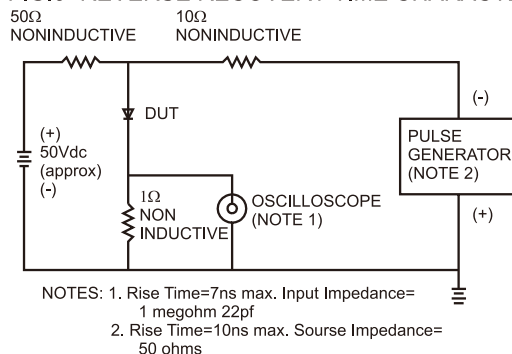 50Ω
NONINDUCTIVE
10Ω
NONINDUCTIVE
DUT
(+)
50Vdc
(approx)
(-)
1Ω
NON
INDUCTIVE
OSCILLOSCOPE
(NOTE 1)
(-)
PULSE
GENERATOR
(NOTE 2)
(+)
NOTES: 1. Rise Time=7ns max. Input Impedance=
1 megohm 22pf
2. Rise Time=10ns max. Sourse Impedance=
50 ohms